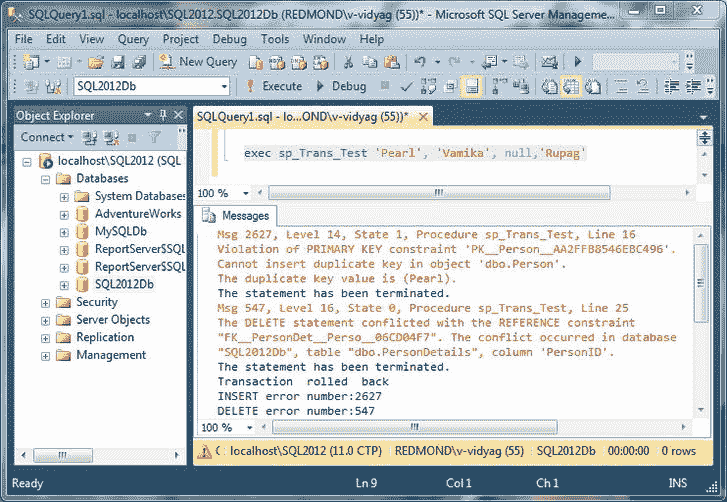 SQLQuery1.sql - localhost\SQL2012.SQL2012Db (REDMOND\v-vidyag (55))* - Microsoft SQL Server Manageme...
File Edit View Query Project Debug Tools Window Help
New Query
SQL2012Db
Execute Debug
Object Explorer
Connect
localhost\SQL2012 (SQL
Databases
System Databases
AdventureWorks
MySQLDb
ReportServer$SQL
ReportServer$SQL
SQL2012Db
Security
Server Objects
Replication
Management
SQLQuery1.sql - lo...OND\v-vidyag (55))*
exec sp_Trans_Test 'Pearl', 'Vamika', null,'Rupag'
100 %
Messages
Msg 2627, Level 14, State 1, Procedure sp_Trans_Test, Line 16
Violation of PRIMARY KEY constraint 'PK__Person__AA2FFB8546EBC496'.
Cannot insert duplicate key in object 'dbo.Person'.
The duplicate key value is (Pearl).
The statement has been terminated.
Msg 547, Level 16, State 0, Procedure sp_Trans_Test, Line 25
The DELETE statement conflicted with the REFERENCE constraint
"FK__PersonDet__Perso__06CD04F7". The conflict occurred in database
"SQL2012Db", table "dbo.PersonDetails", column 'PersonID'.
The statement has been terminated.
Transaction rolled back
INSERT error number:2627
DELETE error number:547
100 %
localhost\SQL2012 (11.0 CTP) REDMOND\v-vidyag (55) SQL2012Db 00:00:00 0 rows
Ready Ln 9 Col 1 Ch 1 INS